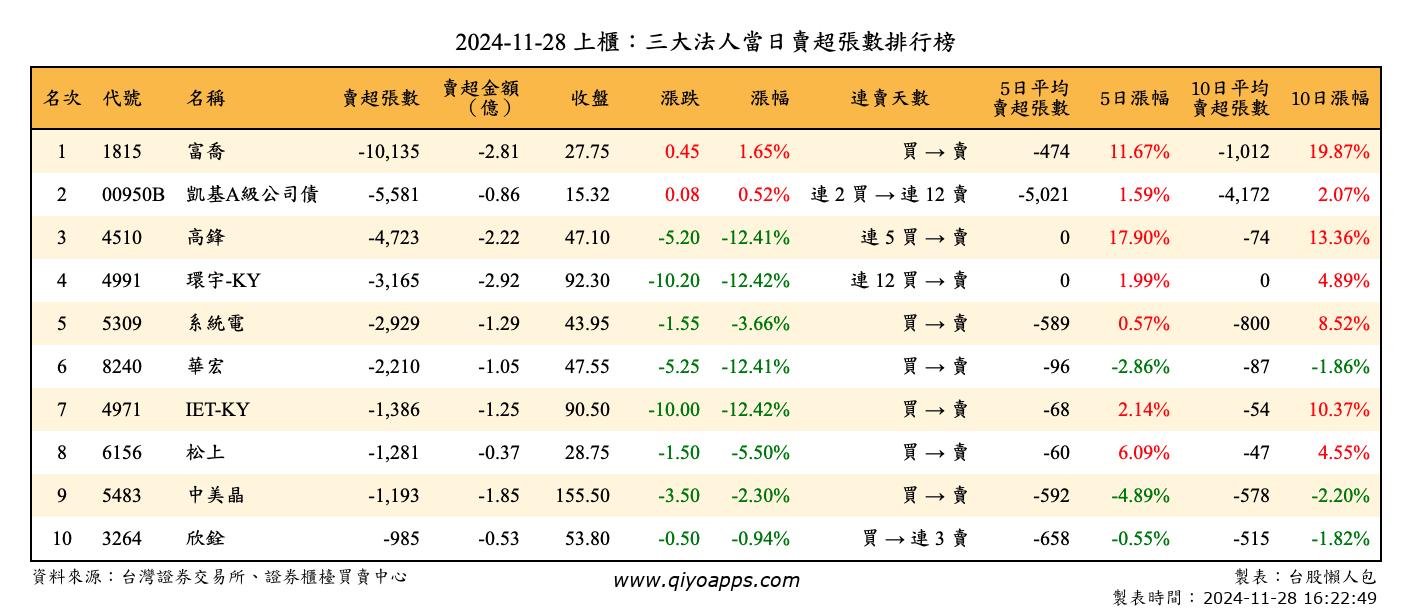 2024-11-28 上櫃：三大法人當日賣超張數排行榜
名次 代號 名稱 賣超張數 賣超金額（億） 收盤 漲跌 漲幅 連賣天數 5日平均賣超張數 5日漲幅 10日平均賣超張數 10日漲幅
1 1815 富喬 -10,135 -2.81 27.75 0.45 1.65% 買 → 賣 -474 11.67% -1,012 19.87%
2 00950B 凱基A級公司債 -5,581 -0.86 15.32 0.08 0.52% 連 2 買 → 連 12 賣 -5,021 1.59% -4,172 2.07%
3 4510 高鋒 -4,723 -2.22 47.10 -5.20 -12.41% 連 5 買 → 賣 0 17.90% -74 13.36%
4 4991 環宇-KY -3,165 -2.92 92.30 -10.20 -12.42% 連 12 買 → 賣 0 1.99% 0 4.89%
5 5309 系統電 -2,929 -1.29 43.95 -1.55 -3.66% 買 → 賣 -589 0.57% -800 8.52%
6 8240 華宏 -2,210 -1.05 47.55 -5.25 -12.41% 買 → 賣 -96 -2.86% -87 -1.86%
7 4971 IET-KY -1,386 -1.25 90.50 -10.00 -12.42% 買 → 賣 -68 2.14% -54 10.37%
8 6156 松上 -1,281 -0.37 28.75 -1.50 -5.50% 買 → 賣 -60 6.09% -47 4.55%
9 5483 中美晶 -1,193 -1.85 155.50 -3.50 -2.30% 買 → 賣 -592 -4.89% -578 -2.20%
10 3264 欣銓 -985 -0.53 53.80 -0.50 -0.94% 買 → 連 3 賣 -658 -0.55% -515 -1.82%
資料來源：台灣證券交易所、證券櫃檯買賣中心 www.qiyoapps.com 製表：台股懶人包
製表時間：2024-11-28 16:22:49